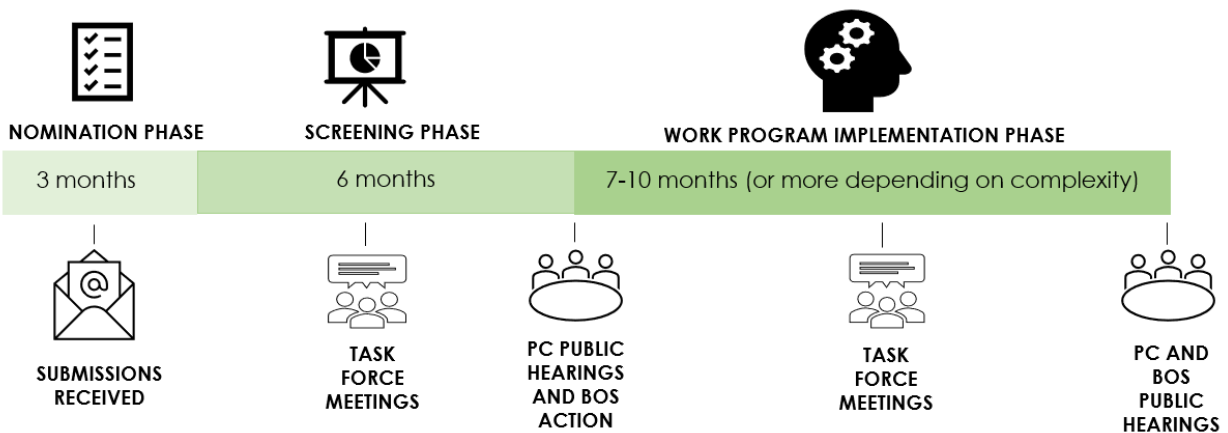 NOMINATION PHASE
SCREENING PHASE
WORK PROGRAM IMPLEMENTATION PHASE
3 months
6 months
7-10 months (or more depending on complexity)
@
SUBMISSIONS
RECEIVED
TASK
FORCE
MEETINGS
PC PUBLIC
HEARINGS
AND BOS
ACTION
TASK
FORCE
MEETINGS
PC AND
BOS
PUBLIC
HEARINGS